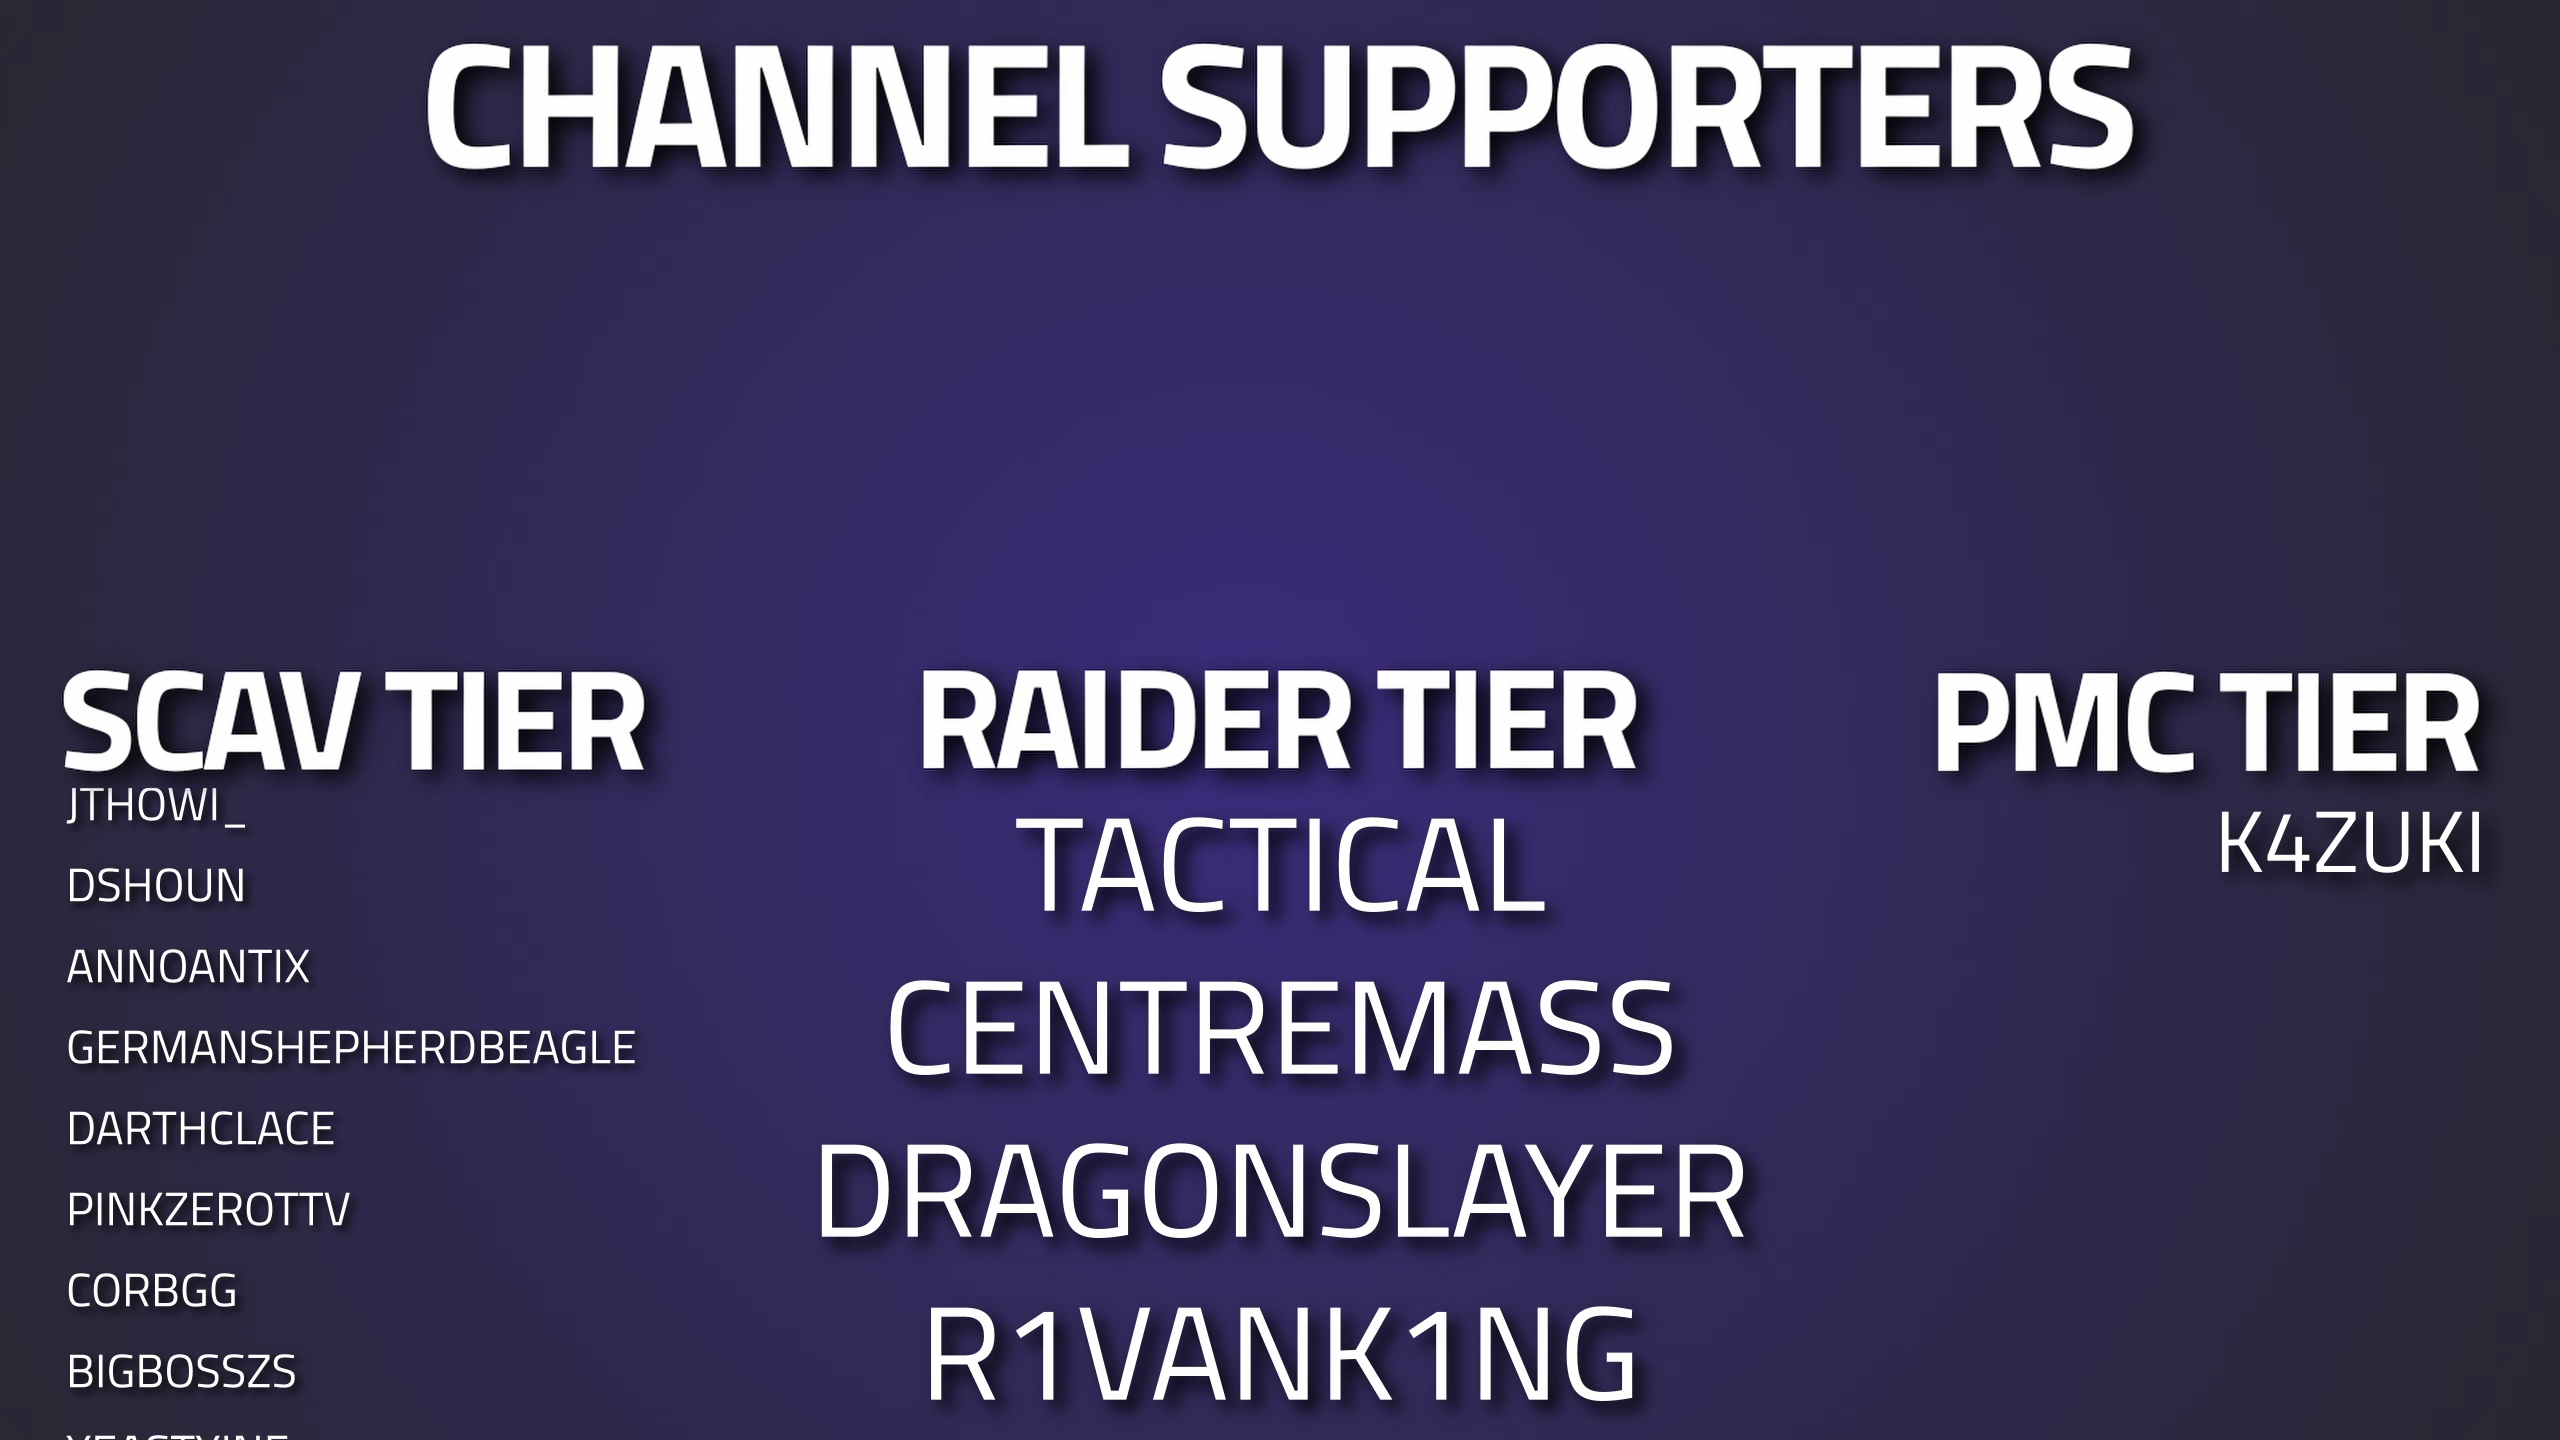 CHANNEL SUPPORTERS
SCAV TIER
JTHOWI_
DSHOUN
ANNOANTIX
GERMANSHEPHERDBEAGLE
DARTHCLACE
PINKZEROTTV
CORBGG
BIGBOSSZS
RAIDER TIER
TACTICAL
CENTREMASS
DRAGONSLAYER
R1VANK1NG
PMC TIER
K4ZUKI